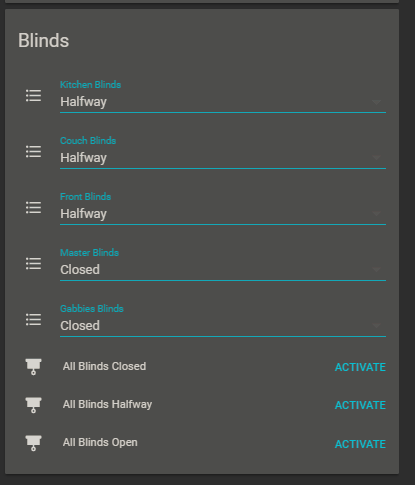 Blinds
Kitchen Blinds
Halfway
Couch Blinds
Halfway
Front Blinds
Halfway
Master Blinds
Closed
Gabbies Blinds
Closed
All Blinds Closed ACTIVATE
All Blinds Halfway ACTIVATE
All Blinds Open ACTIVATE